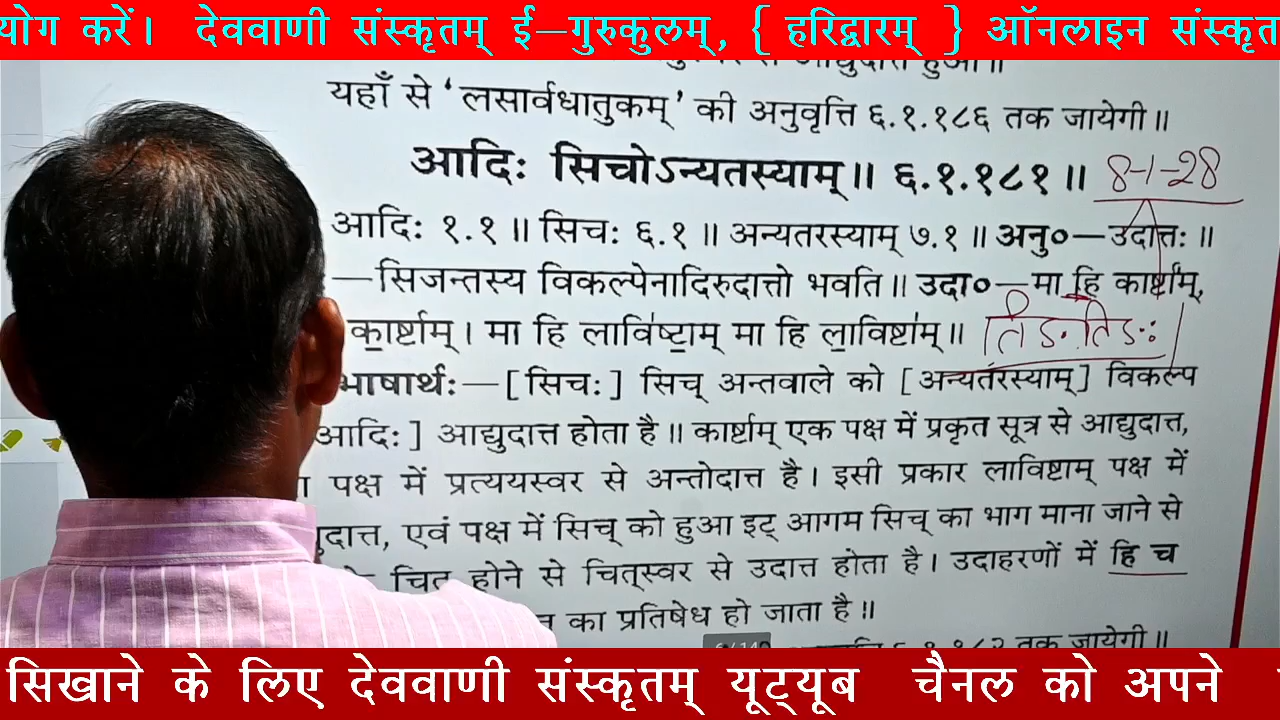 योग करें। देववाणी संस्कृतम् ई–गुरुकुलम्, { हरिद्वारम् } ऑनलाइन संस्कृत
यहाँ से ‘लसार्वधातुकम्’ की अनुवृत्ति ६.१.१८६ तक जायेगी॥
आदिः सिचोऽन्यतस्याम्॥ ६.१.१८१॥ 8-1-28
आदिः १.१॥ सिचः ६.१॥ अन्यतरस्याम् ७.१॥ अनु०—उदात्तः॥
—सिजन्तस्य विकल्पेनादिरुदात्तो भवति॥ उदा०—मा हि कार्ष्टा॑म्,
का॒र्ष्टाम्। मा हि लावि॑ष्टा॒म् मा हि ला॒विष्टा॑म्॥ तिङ्ङतिङः
भाषार्थः—[सिचः] सिच् अन्तवाले को [अन्यतरस्याम्] विकल्प
आदिः] आद्युदात्त होता है॥ कार्ष्टाम् एक पक्ष में प्रकृत सूत्र से आद्युदात्त,
पक्ष में प्रत्ययस्वर से अन्तोदात्त है। इसी प्रकार लाविष्टाम् पक्ष में
दात्त, एवं पक्ष में सिच् को हुआ इट् आगम सिच् का भाग माना जाने से
चित् होने से चित्स्वर से उदात्त होता है। उदाहरणों में हि च
का प्रतिषेध हो जाता है॥
तक जायेगी॥
सिखाने के लिए देववाणी संस्कृतम् यूट्यूब चैनल को अपने